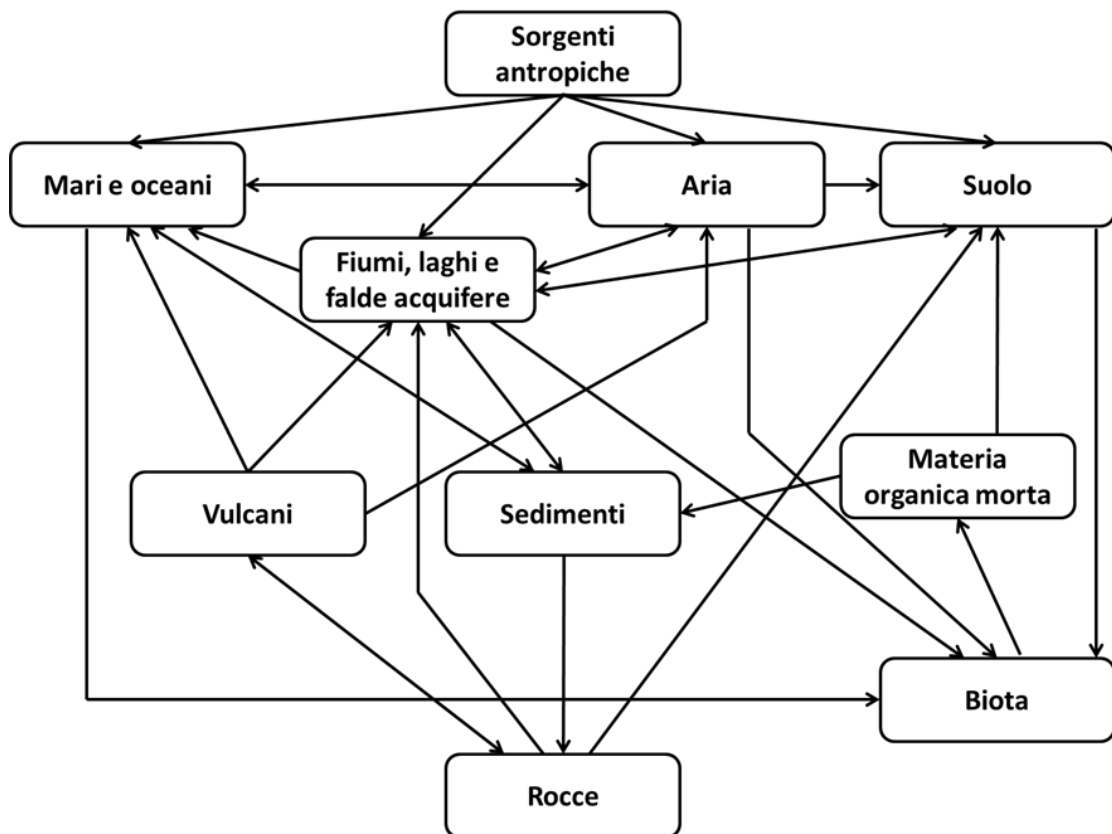 Sorgenti
antropiche
Mari e oceani
Aria
Suolo
Fiumi, laghi e
falde acquifere
Materia
organica morta
Vulcani
Sedimenti
Biota
Rocce